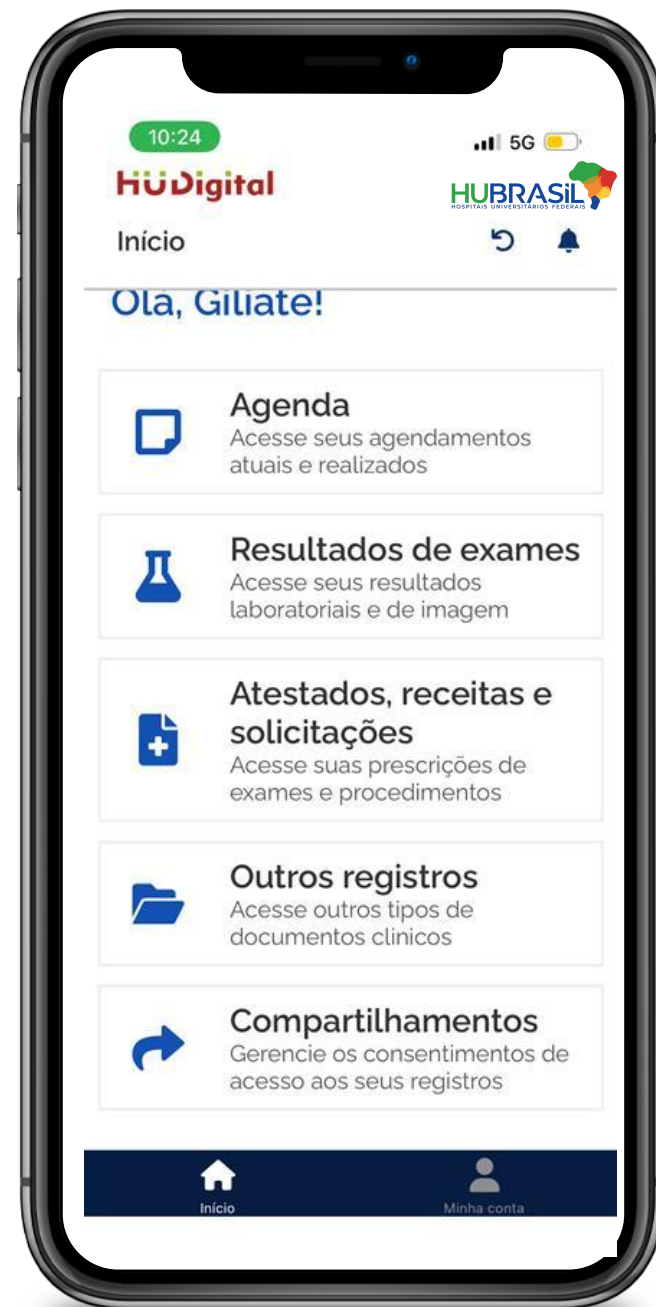 10:24
5G
HUDigital
HUBRASiL
HOSPITAIS UNIVERSITÁRIOS FEDERAIS
Início
Olá, Giliate!
Agenda
Acesse seus agendamentos
atuais e realizados
Resultados de exames
Acesse seus resultados
laboratoriais e de imagem
Atestados, receitas e
solicitações
Acesse suas prescrições de
exames e procedimentos
Outros registros
Acesse outros tipos de
documentos clinicos
Compartilhamentos
Gerencie os consentimentos de
acesso aos seus registros
Início
Minha conta